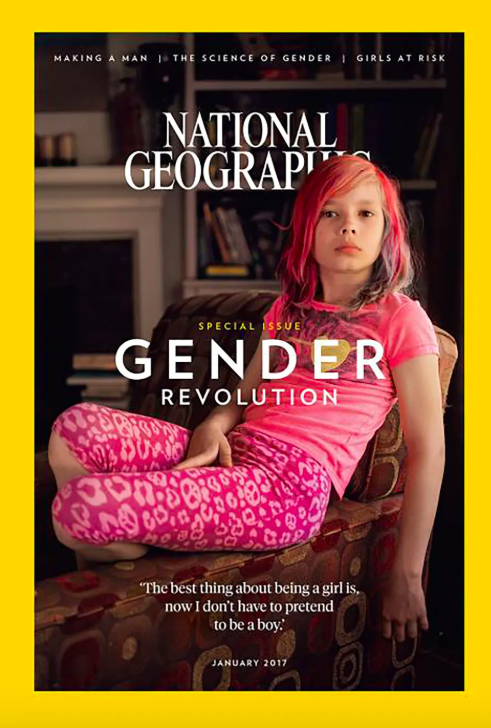 MAKING A MAN | THE SCIENCE OF GENDER | GIRLS AT RISK
NATIONAL
GEOGRAPHIC
SPECIAL ISSUE
GENDER
REVOLUTION
'The best thing about being a girl is,
now I don't have to pretend
to be a boy.'
JANUARY 2017